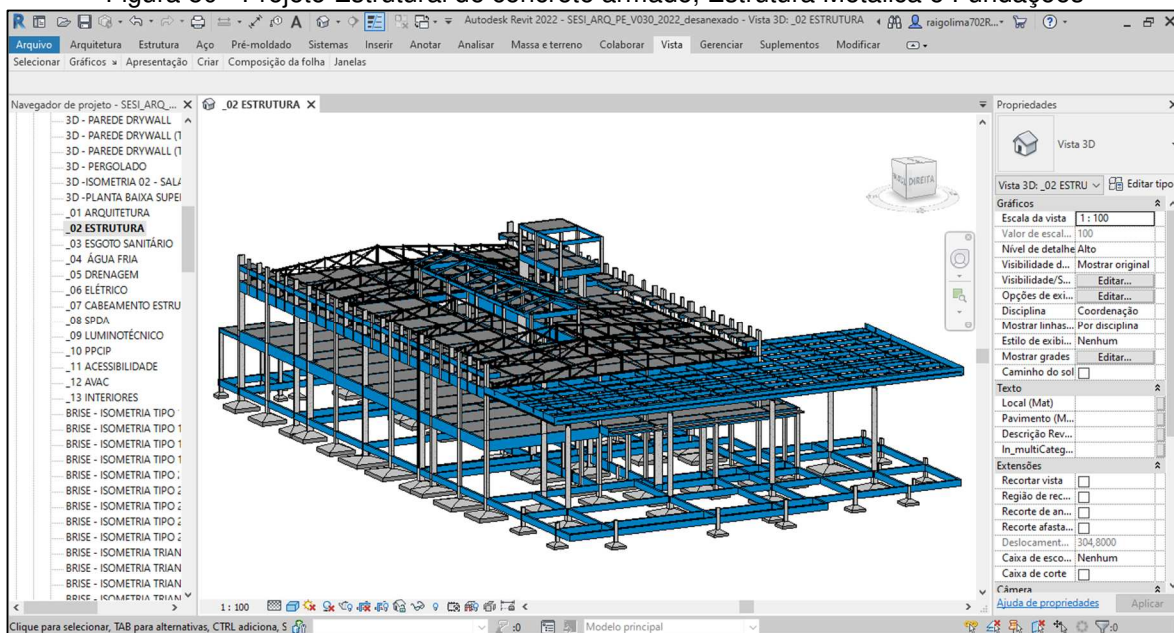 Figura 30 - Projeto Estrutural de concreto armado, Estrutura Metálica e Fundações
Autodesk Revit 2022 - SESI_ARQ_PE_V030_2022_desanexado - Vista 3D: _02 ESTRUTURA
raigolima702R...
Arquivo Arquitetura Estrutura Aço Pré-moldado Sistemas Inserir Anotar Analisar Massa e terreno Colaborar Vista Gerenciar Suplementos Modificar
Selecionar Gráficos Apresentação Criar Composição da folha Janelas
Navegador de projeto - SESI_ARQ_...
_02 ESTRUTURA
3D - PAREDE DRYWALL
3D - PAREDE DRYWALL (1
3D - PAREDE DRYWALL (1
3D - PERGOLADO
3D -ISOMETRIA 02 - SALA
3D -PLANTA BAIXA SUPEI
_01 ARQUITETURA
_02 ESTRUTURA
_03 ESGOTO SANITÁRIO
_04 ÁGUA FRIA
_05 DRENAGEM
_06 ELÉTRICO
_07 CABEAMENTO ESTRU
_08 SPDA
_09 LUMINOTÉCNICO
_10 PPCIP
_11 ACESSIBILIDADE
_12 AVAC
_13 INTERIORES
BRISE - ISOMETRIA TIPO
BRISE - ISOMETRIA TIPO 1
BRISE - ISOMETRIA TIPO 1
BRISE - ISOMETRIA TIPO 1
BRISE - ISOMETRIA TIPO
BRISE - ISOMETRIA TIPO 2
BRISE - ISOMETRIA TIPO 2
BRISE - ISOMETRIA TIPO 2
BRISE - ISOMETRIA TIPO 2
BRISE - ISOMETRIA TRIAN
BRISE - ISOMETRIA TRIAN
BRISE - ISOMETRIA TRIAN
BRISE - ISOMETRIA TRIAN
DIREITA
Propriedades
Vista 3D
Vista 3D: _02 ESTRU Editar tipo
Gráficos
Escala da vista 1 : 100
Valor de escal... 100
Nível de detalhe Alto
Visibilidade d... Mostrar original
Visibilidade/S... Editar...
Opções de exi... Editar...
Disciplina Coordenação
Mostrar linhas... Por disciplina
Estilo de exibi... Nenhum
Mostrar grades Editar...
Caminho do sol
Texto
Local (Mat)
Pavimento (M...
Descrição Rev...
In_multiCateg...
Extensões
Recortar vista
Região de rec...
Recorte de an...
Recorte afasta...
Deslocament... 304,8000
Caixa de esco... Nenhum
Caixa de corte
Câmera
Ajuda de propriedades Aplicar
1 : 100
Clique para selecionar, TAB para alternativas, CTRL adiciona, S
:0 Modelo principal :0